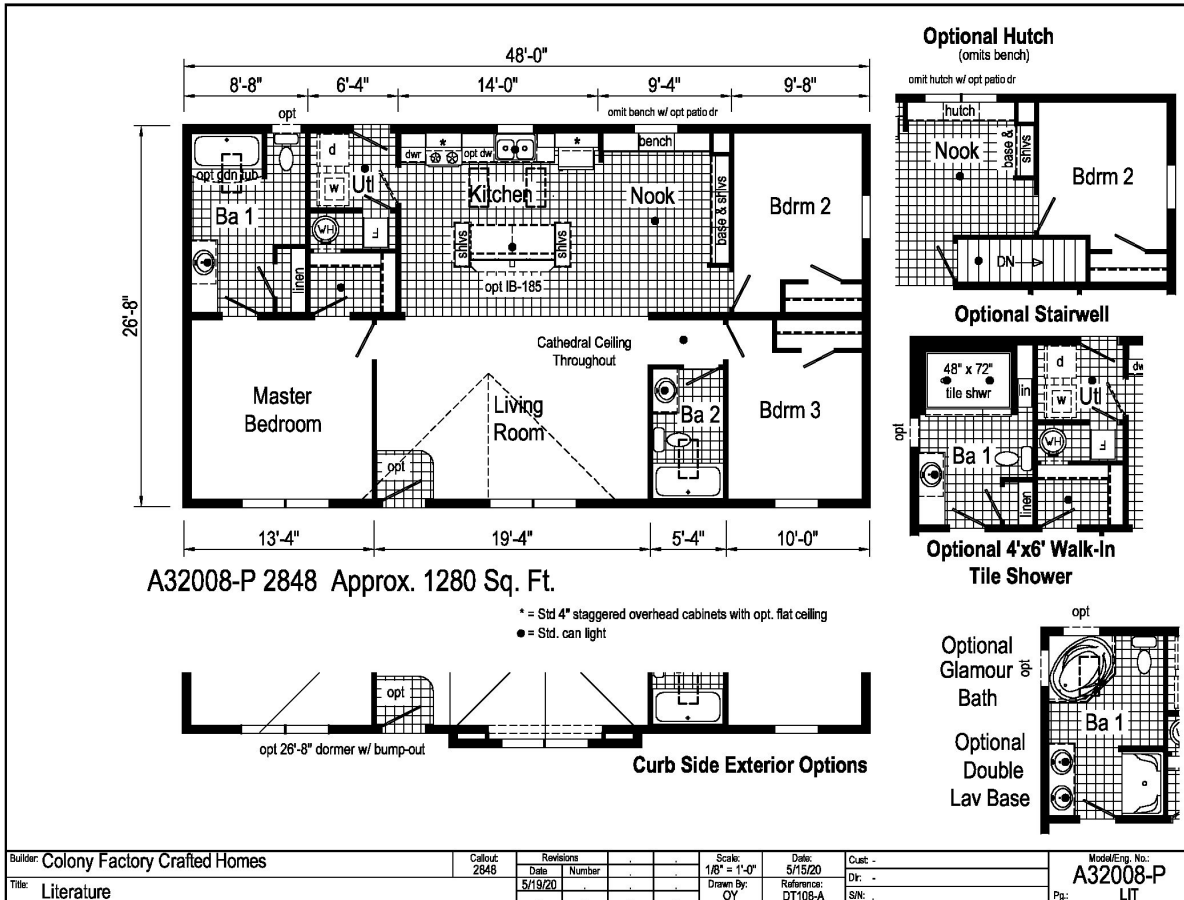 48'-0"
8'-8" 6'-4" 14'-0" 9'-4" 9'-8"
26'-8"
opt
omit bench w/ opt patio dr
d
w
Utl
opt gdn tub
Ba 1
WH
F
linen
dwr
*
opt dw
*
bench
Kitchen
Nook
shlvs
shlvs
base & shlvs
opt IB-185
Bdrm 2
Cathedral Ceiling
Throughout
Master
Bedroom
Living
Room
opt
Ba 2
Bdrm 3
13'-4" 19'-4" 5'-4" 10'-0"
A32008-P 2848 Approx. 1280 Sq. Ft.
* = Std 4" staggered overhead cabinets with opt. flat ceiling
● = Std. can light
opt
opt 26'-8" dormer w/ bump-out
Curb Side Exterior Options
Optional Hutch
(omits bench)
omit hutch w/ opt patio dr
hutch
Nook
base &
shlvs
Bdrm 2
DN
Optional Stairwell
48" x 72"
tile shwr
lin
d
w
Utl
dw
opt
Ba 1
WH
F
linen
Optional 4'x6' Walk-In
Tile Shower
opt
Optional
Glamour
Bath
opt
Ba 1
Optional
Double
Lav Base
Builder: Colony Factory Crafted Homes
Title: Literature
Callout:
2848
Revisions
Date Number
5/19/20
Scale:
1/8" = 1'-0"
Drawn By:
OY
Date:
5/15/20
Reference:
DT108-A
Cust: -
Dir: -
S/N: .
Model/Eng. No.:
A32008-P
Pg.: LIT